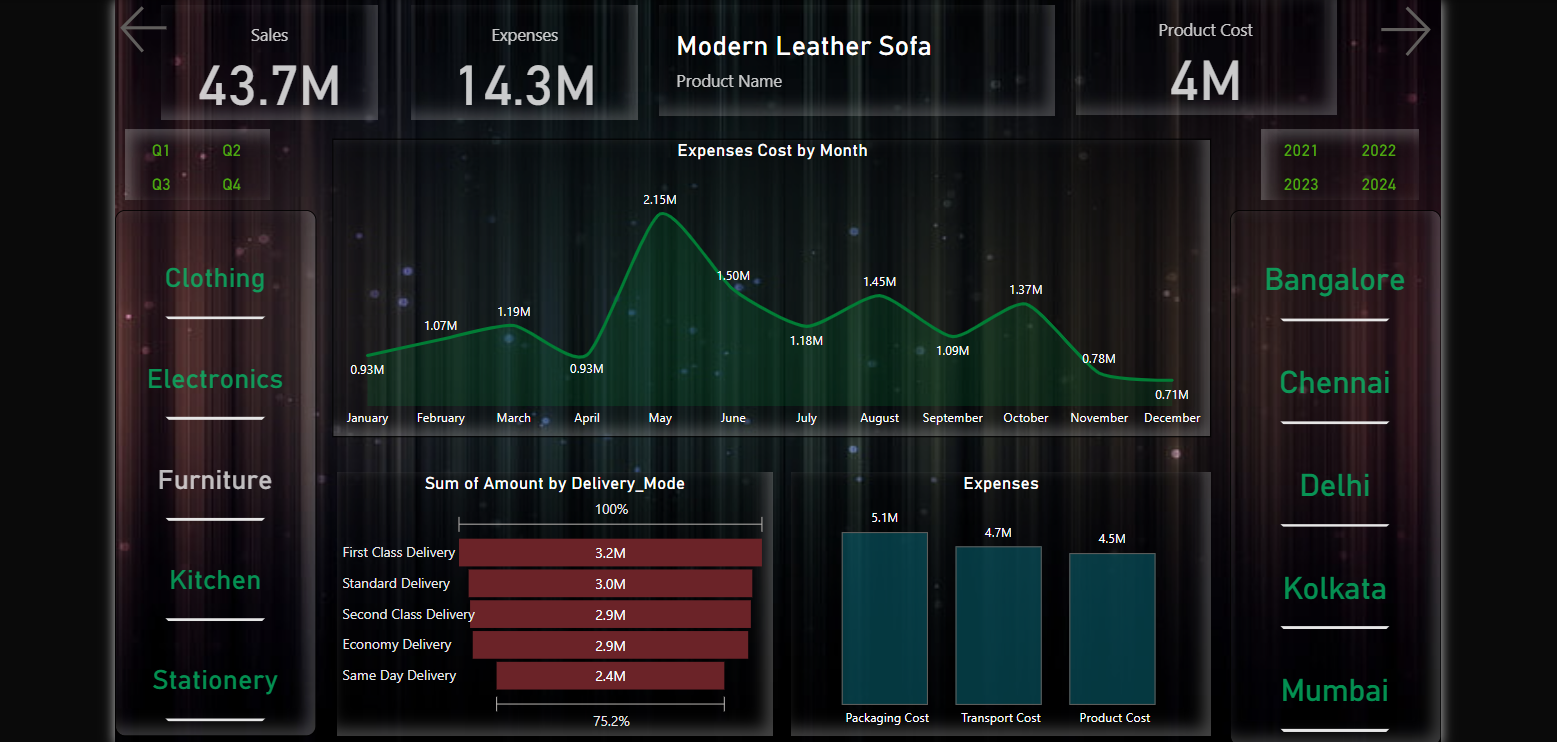 Sales
43.7M
Expenses
14.3M
Modern Leather Sofa
Product Name
Product Cost
4M
Q1 Q2
Q3 Q4
2021 2022
2023 2024
Clothing
Electronics
Furniture
Kitchen
Stationery
Expenses Cost by Month
2.15M
1.50M
1.45M
1.37M
1.19M
1.07M
1.18M
1.09M
0.93M
0.93M
0.78M
0.71M
January February March April May June July August September October November December
Sum of Amount by Delivery_Mode
100%
First Class Delivery 3.2M
Standard Delivery 3.0M
Second Class Delivery 2.9M
Economy Delivery 2.9M
Same Day Delivery 2.4M
75.2%
Expenses
5.1M
4.7M
4.5M
Packaging Cost Transport Cost Product Cost
Bangalore
Chennai
Delhi
Kolkata
Mumbai